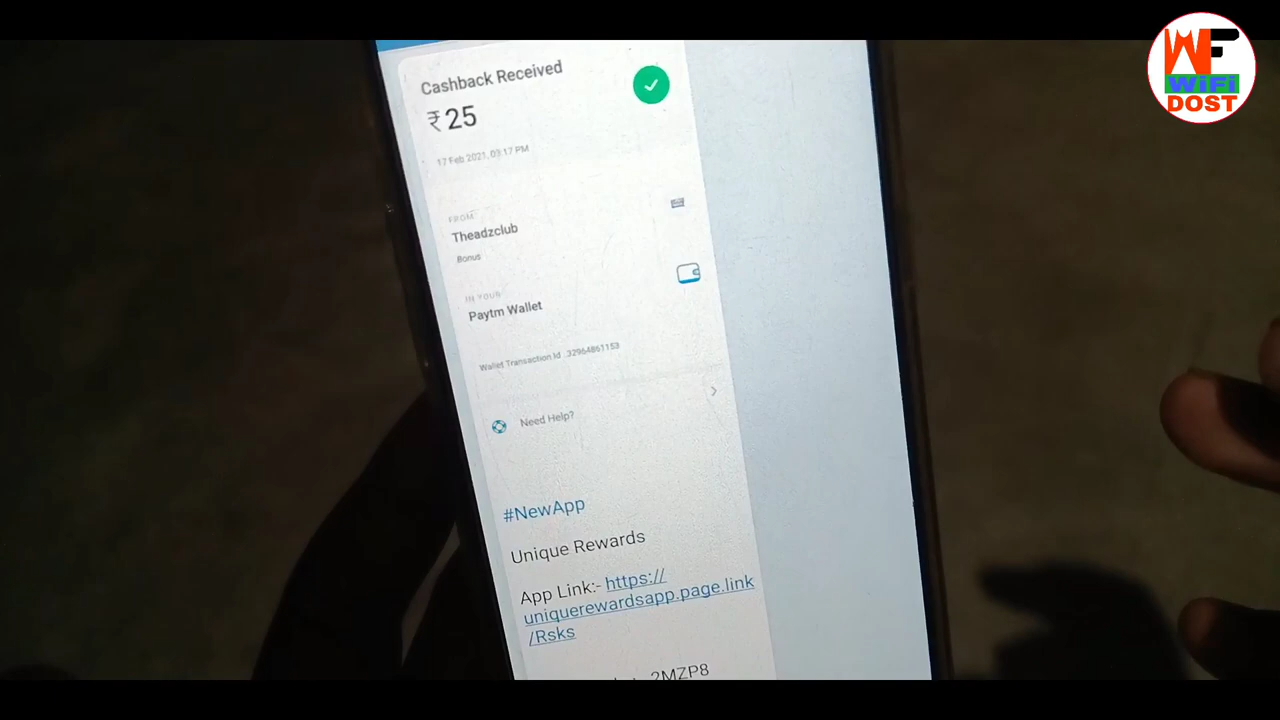 WF
WiFi
DOST
Cashback Received
₹25
17 Feb 2021, 03:17 PM
FROM
Theadzclub
Bonus
IN YOUR
Paytm Wallet
Wallet Transaction Id 32964861153
Need Help?
#NewApp
Unique Rewards
App Link:- https://
uniquerewardsapp.page.link
/Rsks
2MZP8